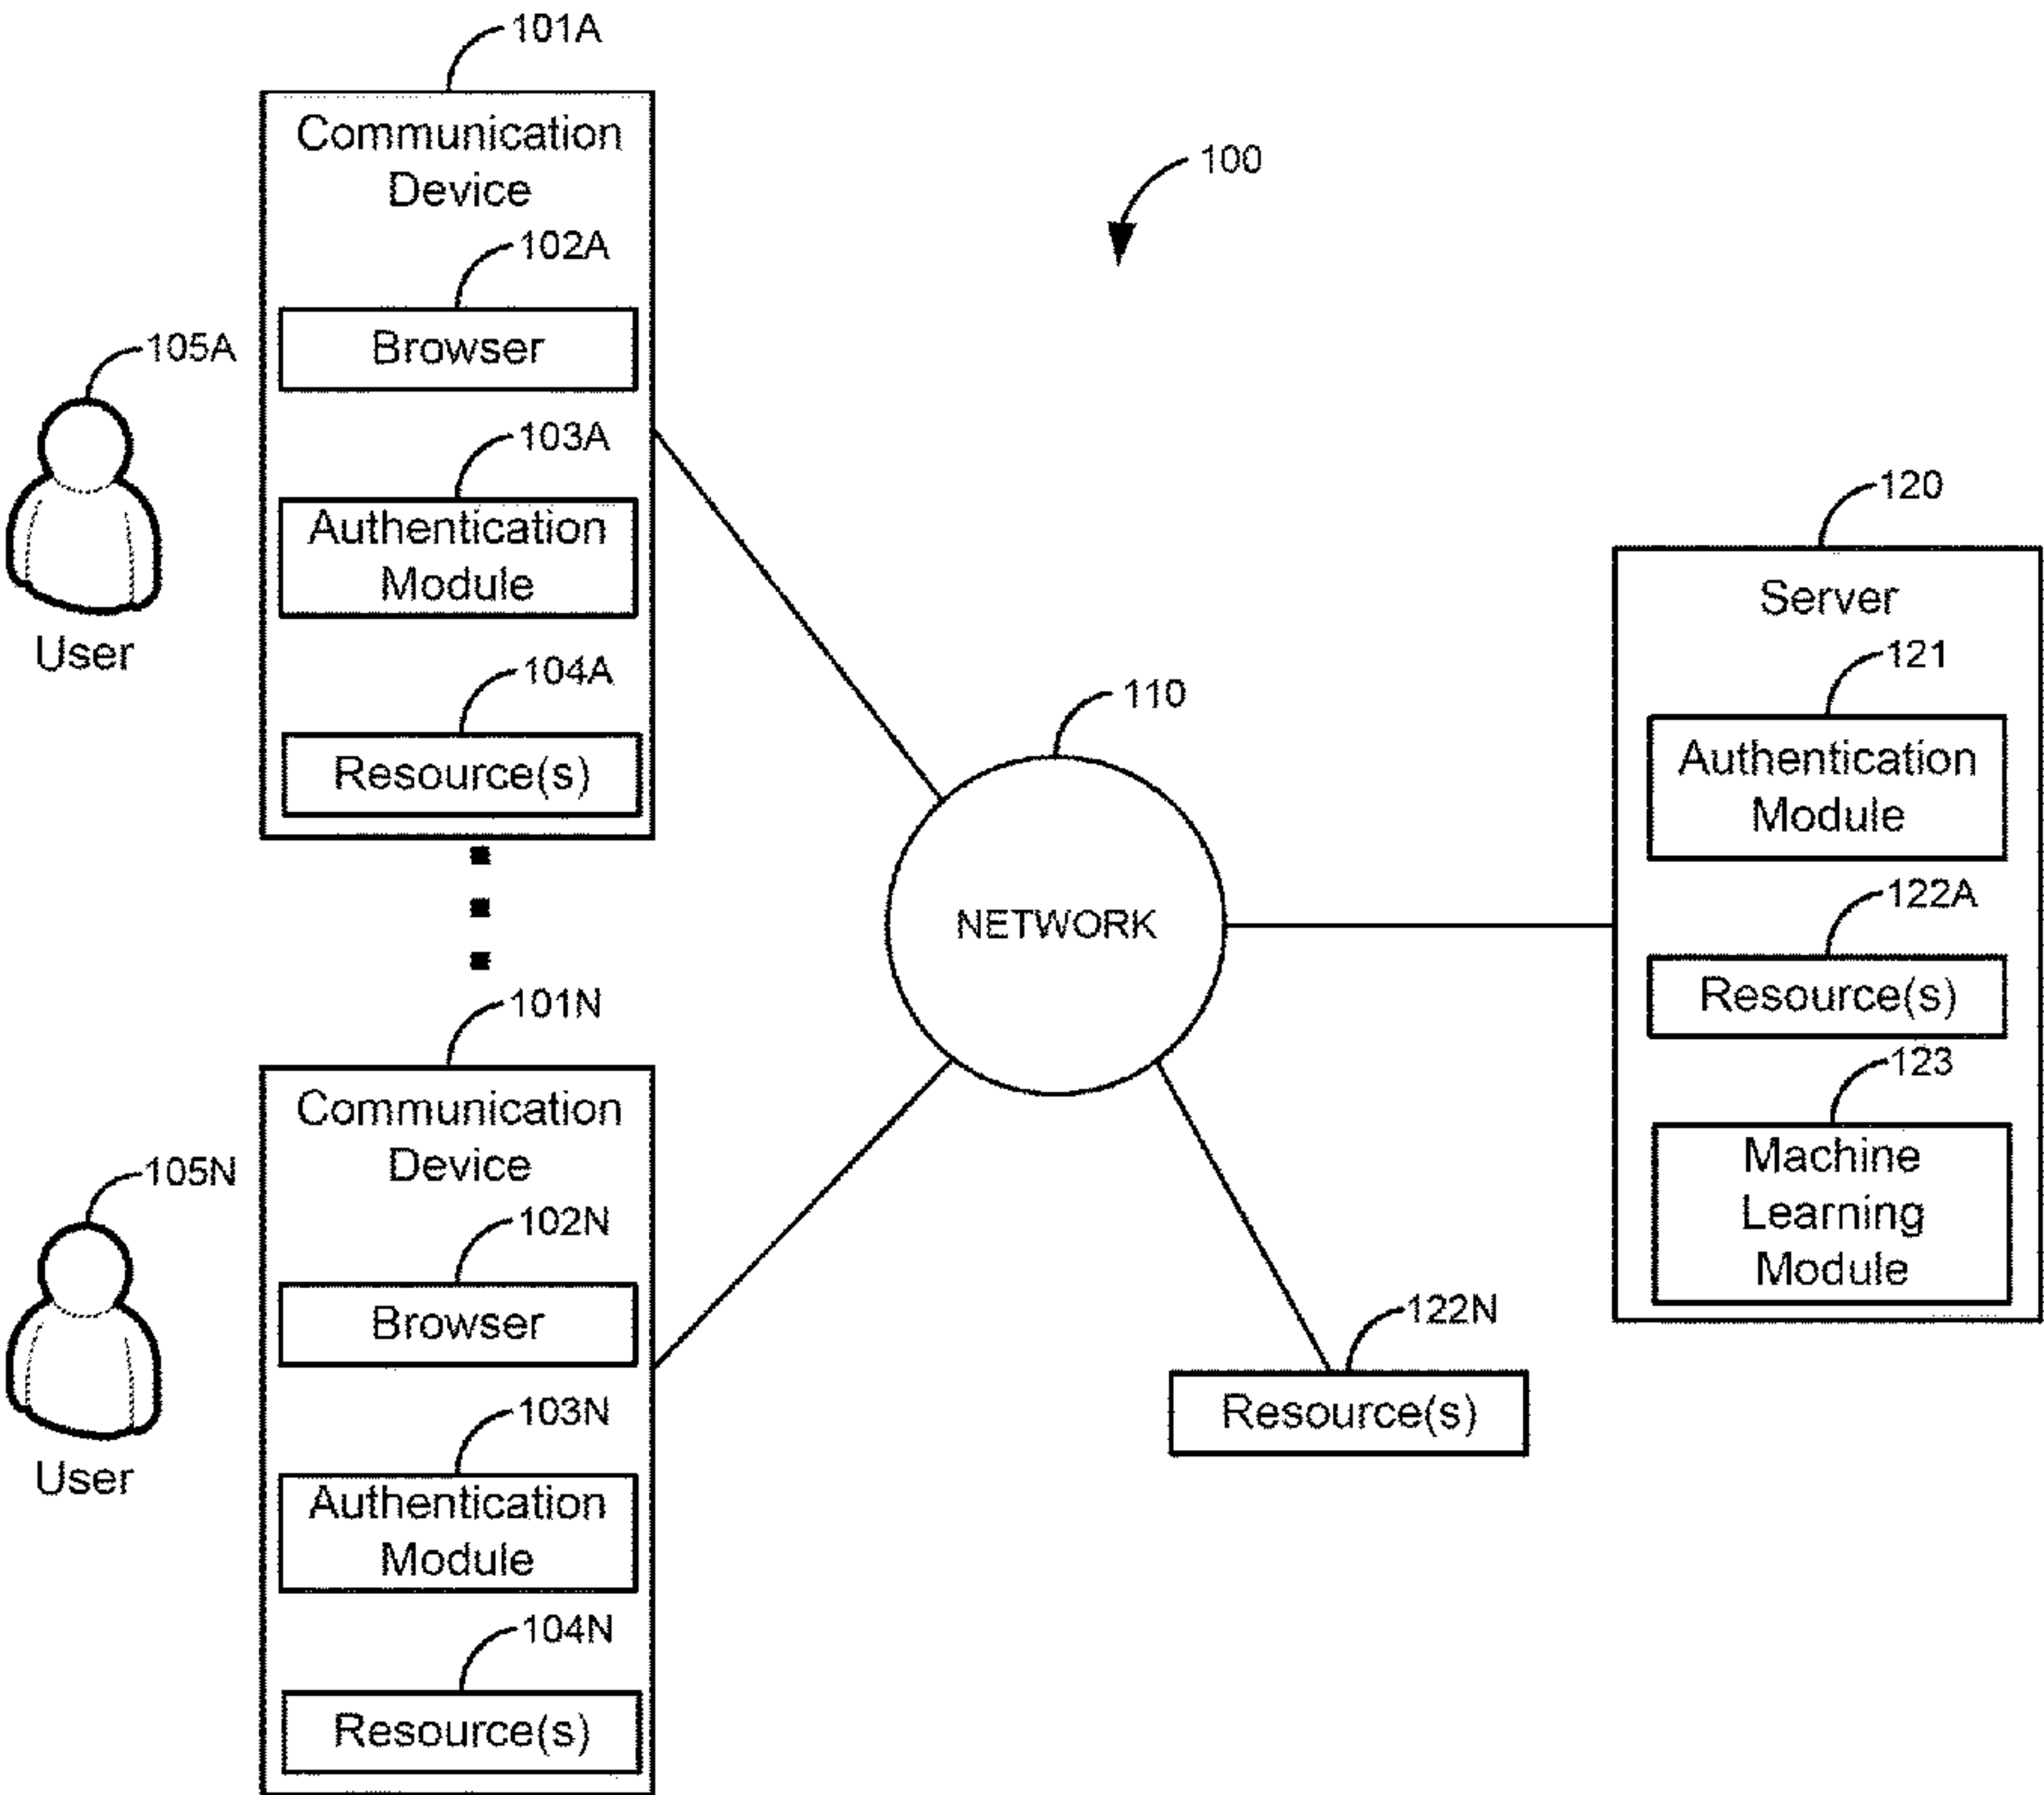 101A
Communication
Device
100
102A
Browser
105A
103A
Authentication
Module
User
104A
Resource(s)
101N
Communication
Device
105N
102N
Browser
103N
Authentication
Module
User
104N
Resource(s)
110
NETWORK
122N
Resource(s)
120
Server
121
Authentication
Module
122A
Resource(s)
123
Machine
Learning
Module